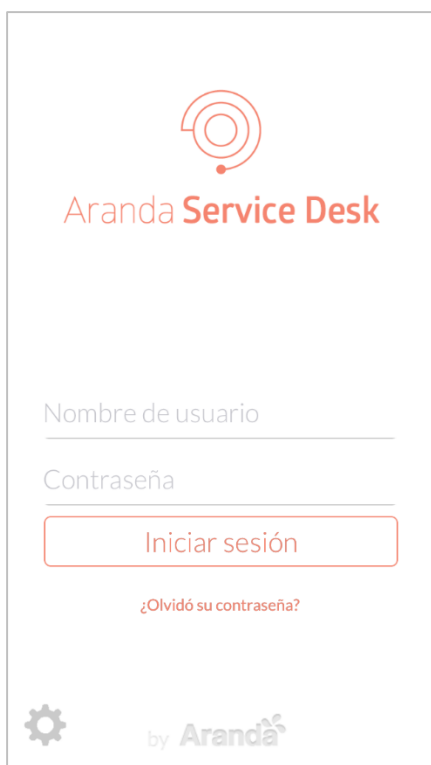 Aranda Service Desk
Nombre de usuario
Contraseña
Iniciar sesión
¿Olvidó su contraseña?
by Aranda